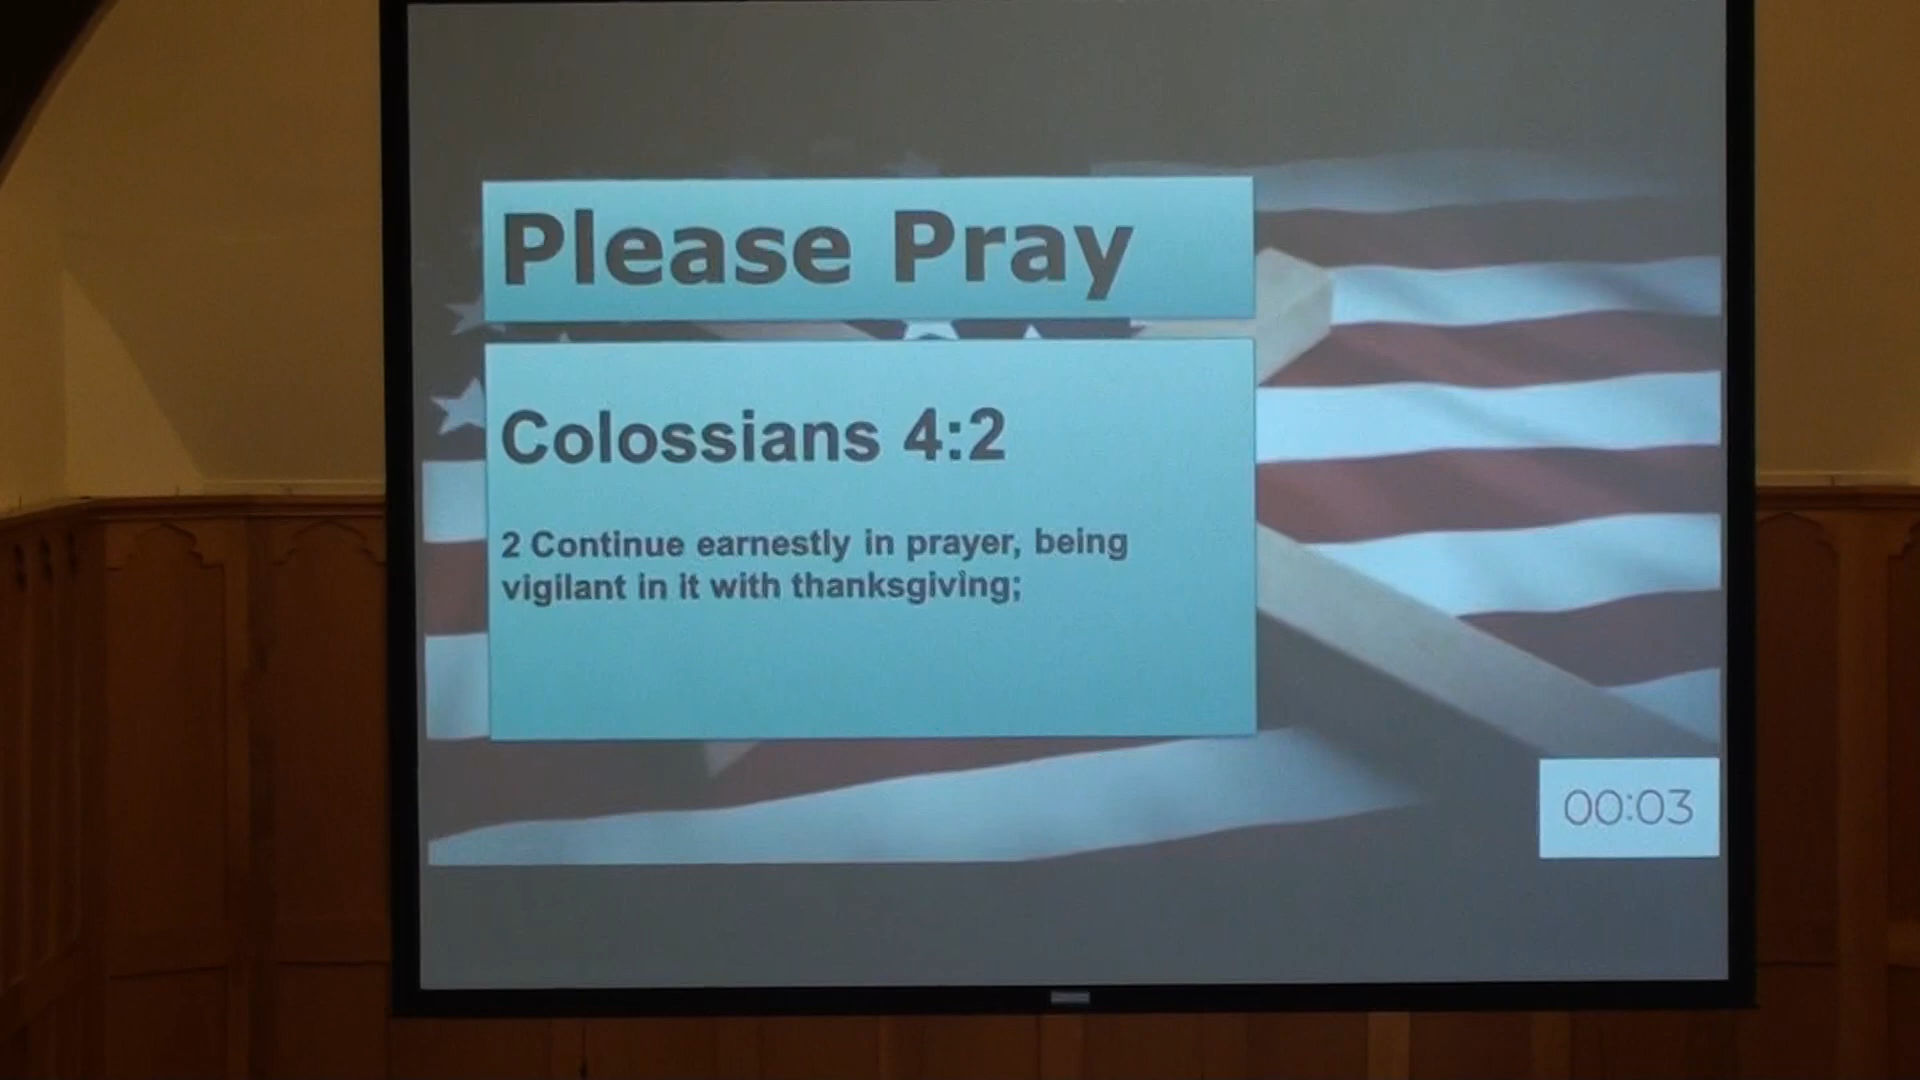 Please Pray
Colossians 4:2
2 Continue earnestly in prayer, being
vigilant in it with thanksgiving;
00:03